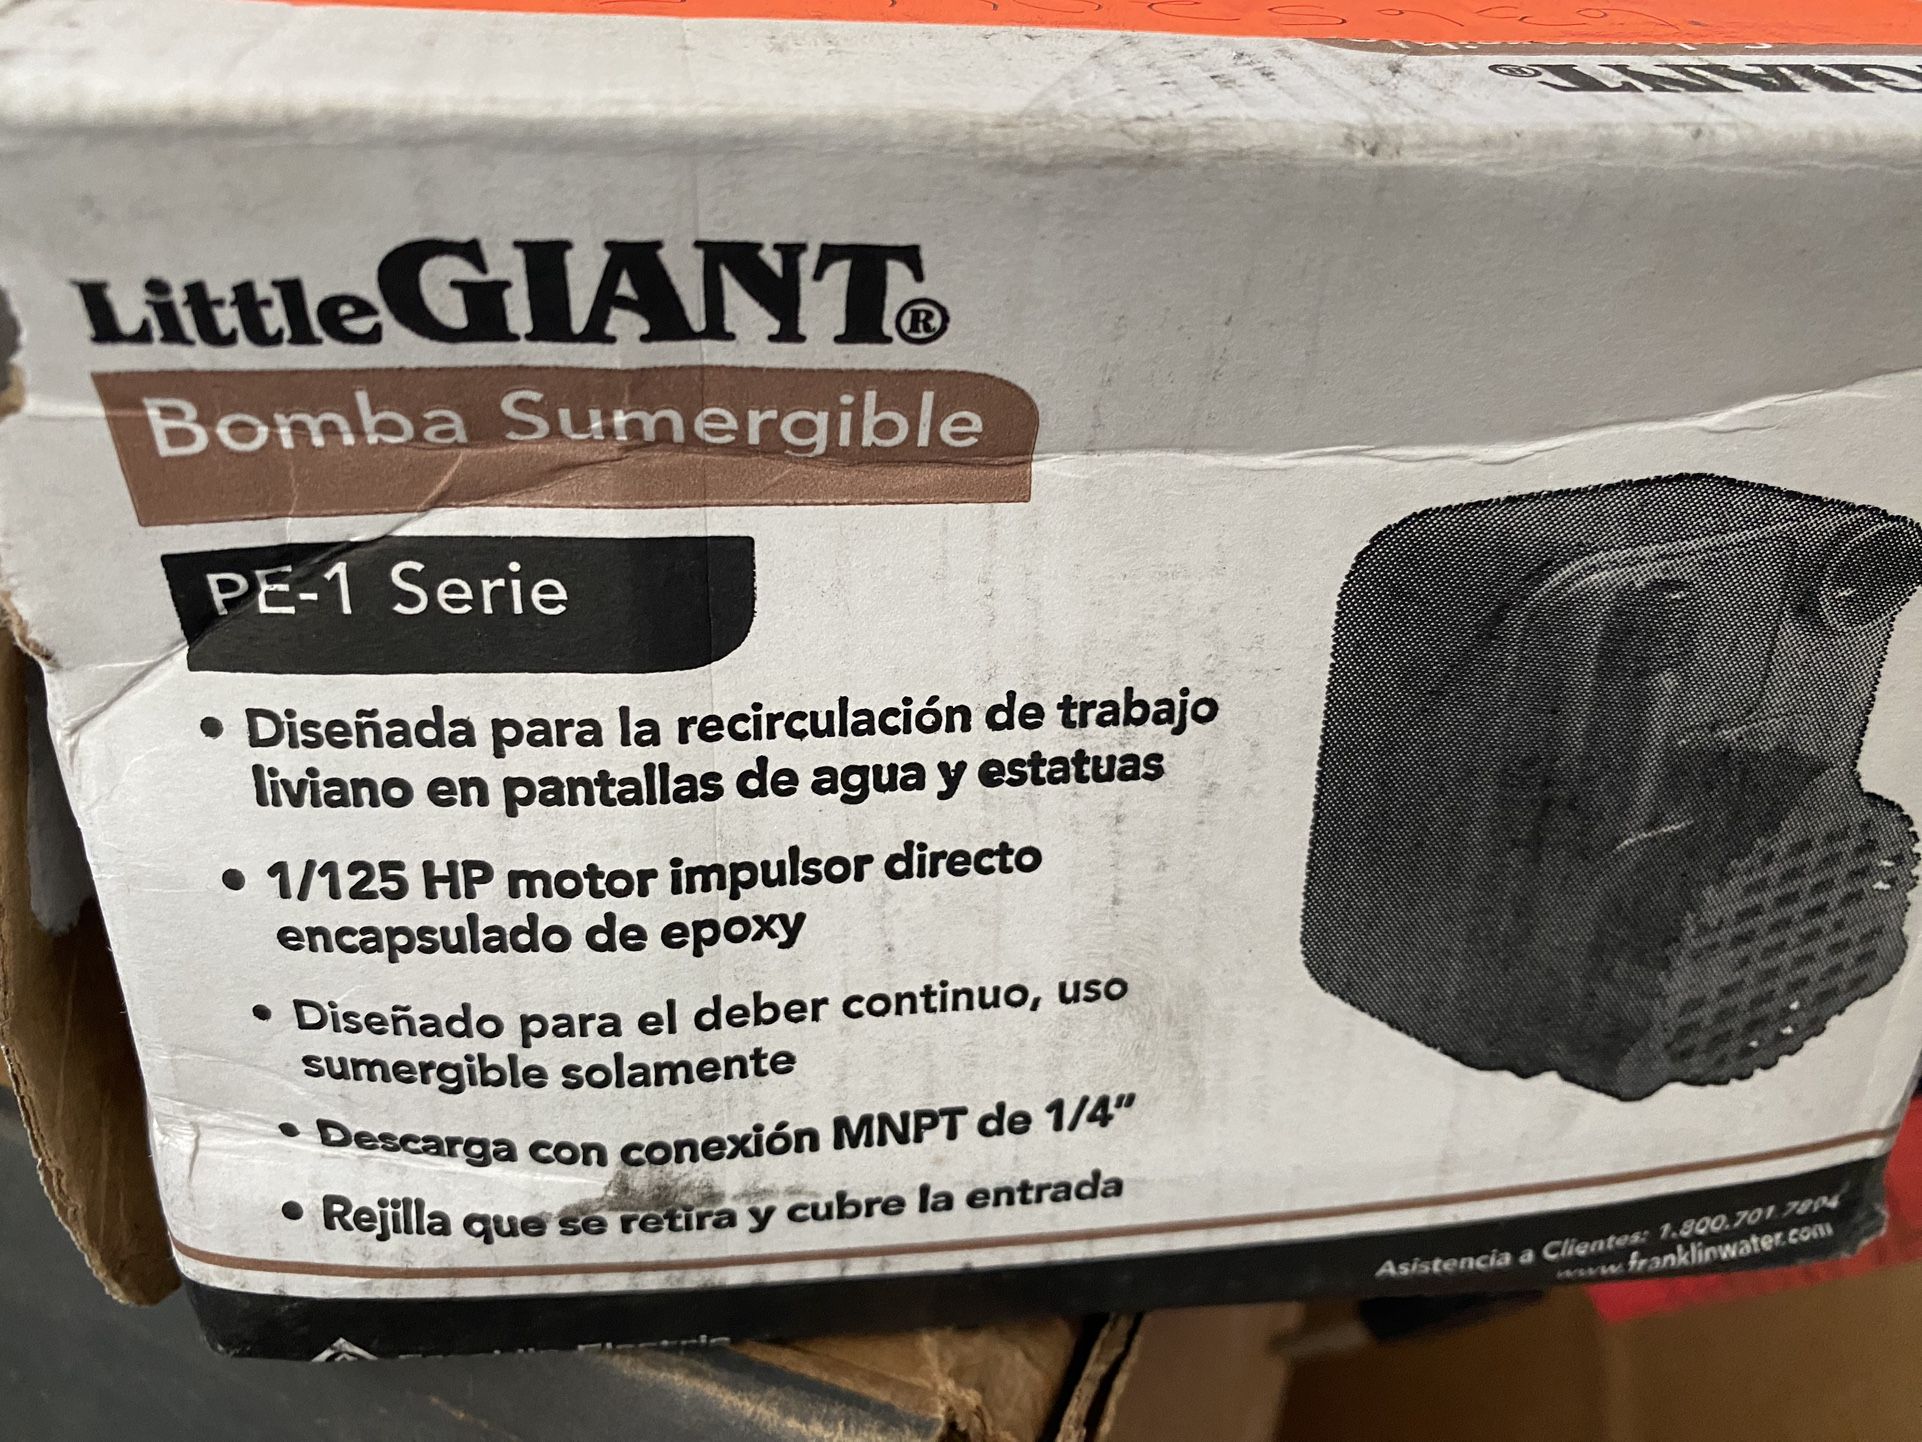 GIANT®
LittleGIANT®
Bomba Sumergible
PE-1 Serie
• Diseñada para la recirculación de trabajo
liviano en pantallas de agua y estatuas
• 1/125 HP motor impulsor directo
encapsulado de epoxy
• Diseñado para el deber continuo, uso
sumergible solamente
• Descarga con conexión MNPT de 1/4"
• Rejilla que se retira y cubre la entrada
Asistencia a Clientes: 1.800.701.7894
www.franklinwater.com
Franklin Electric